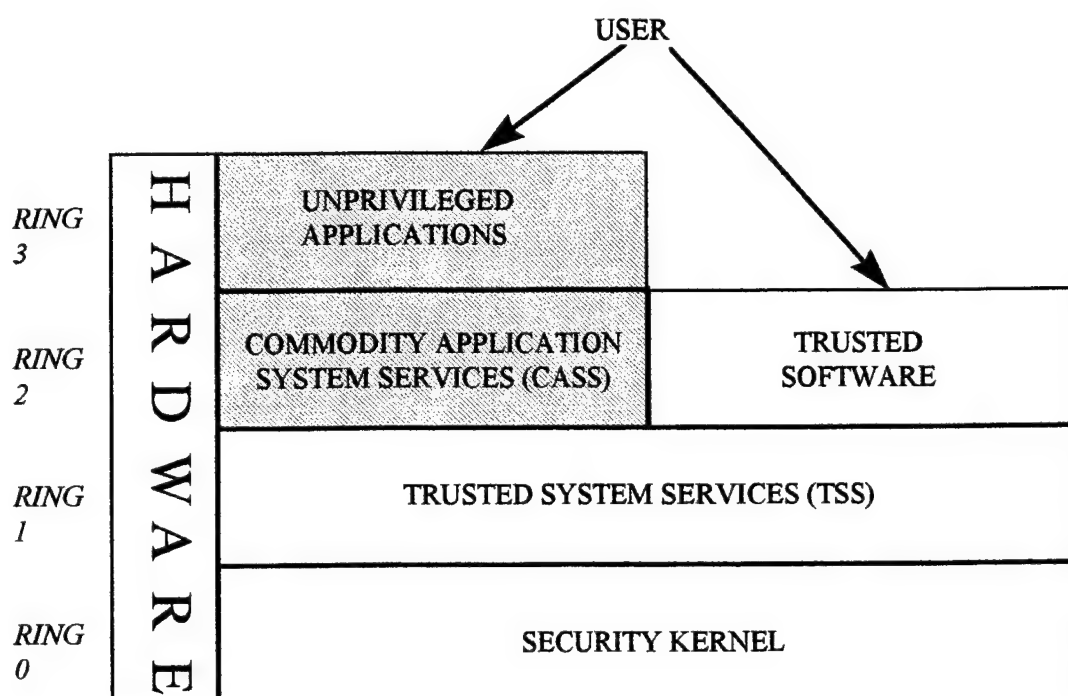 USER
RING
3
UNPRIVILEGED
APPLICATIONS
RING
2
COMMODITY APPLICATION
SYSTEM SERVICES (CASS)
TRUSTED
SOFTWARE
RING
1
TRUSTED SYSTEM SERVICES (TSS)
RING
0
SECURITY KERNEL
HARDWARE